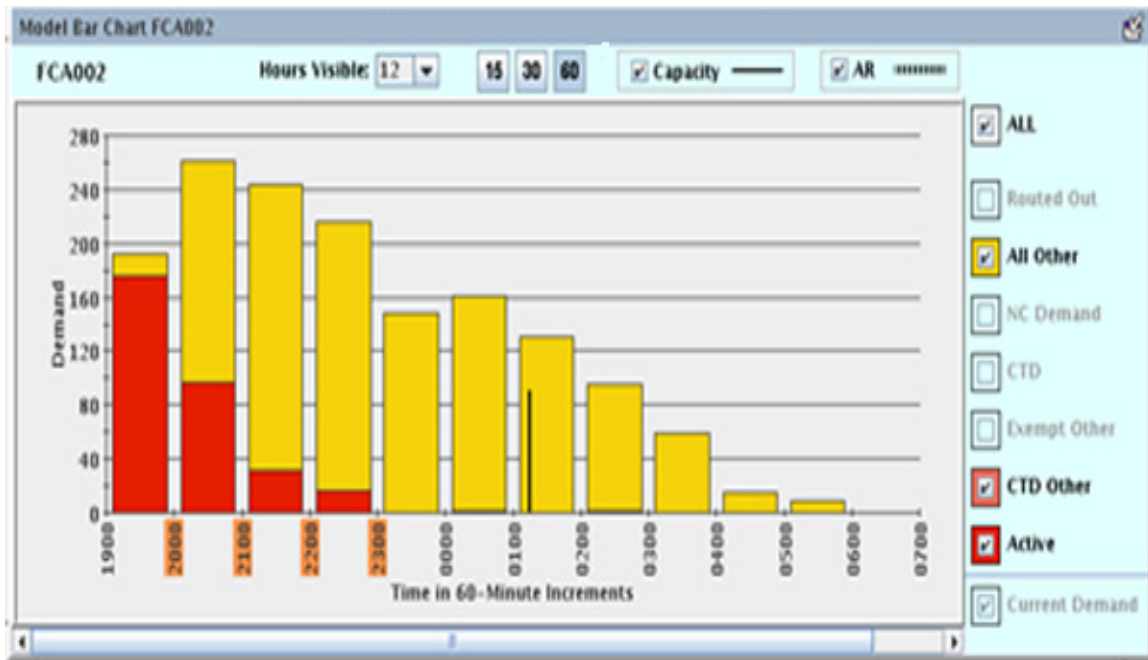 Model Bar Chart FCA002
FCA002 Hours Visible: 12 15 30 60 Capacity AR
ALL
Routed Out
All Other
NC Demand
CTD
Exempt Other
CTD Other
Active
Current Demand
Demand
280
240
200
160
120
80
40
0
1900 2000 2100 2200 2300 0000 0100 0200 0300 0400 0500 0600 0700
Time in 60-Minute Increments